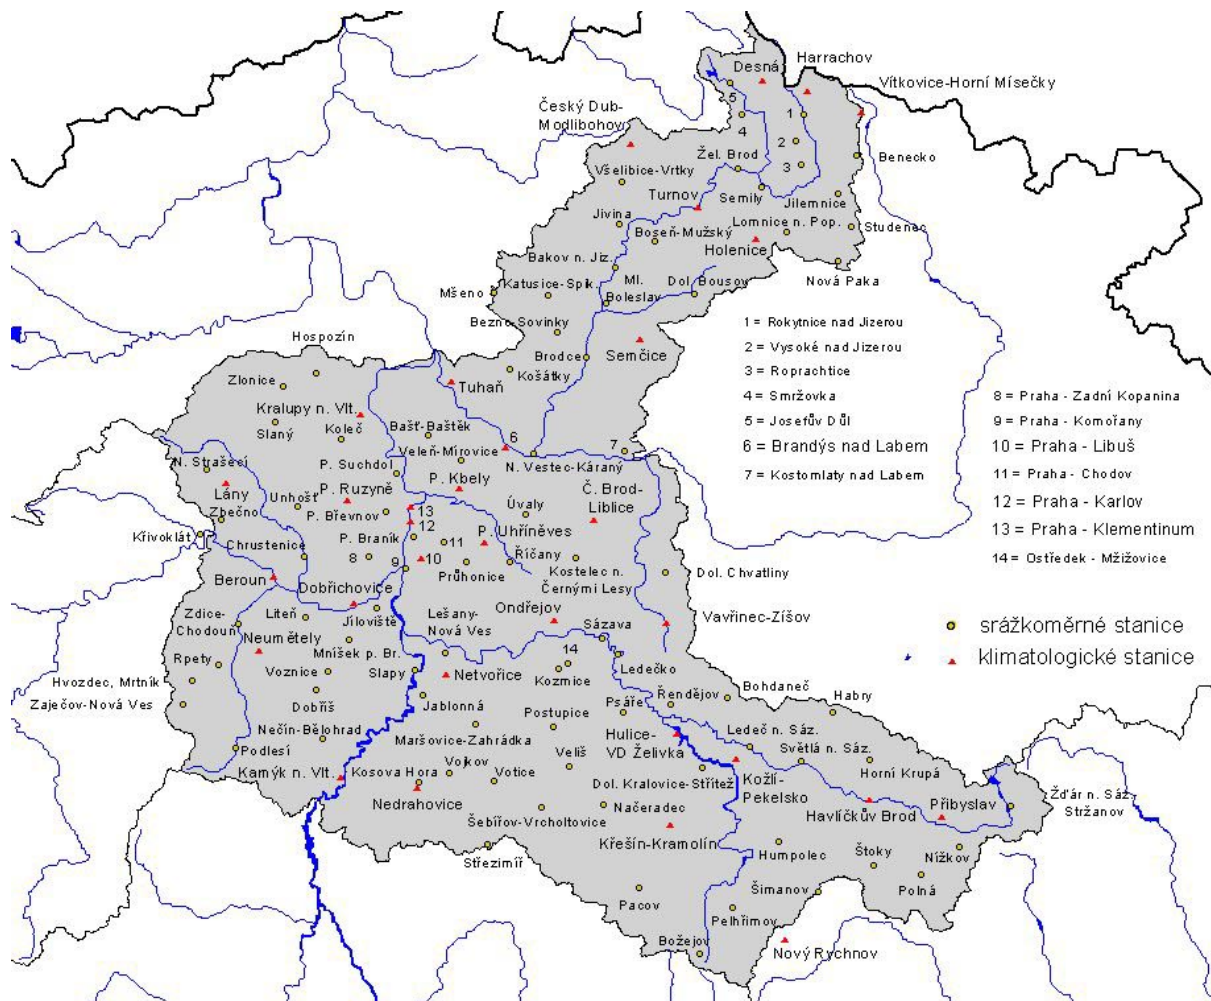 Desná
Harrachov
Vítkovice-Horní Mísečky
Český Dub-
Modlibohov
5
4
1
2
3
Žel. Brod
Benecko
Všelibice-Vrtky
Turnov
Semily
Jilemnice
Jivina
Lomnice n. Pop.
Studenec
Boseň-Mužský
Holenice
Bakov n. Jiz.
Ml.
Boleslav
Dol. Bousov
Nová Paka
Mšeno
Katusice-Spik.
Bezno-Sovinky
Hospozín
Semčice
Brodce
Košátky
Zlonice
Tuhaň
Kralupy n. Vlt.
Slaný
Koleč
Bašť-Baštěk
6
7
Veleň-Mírovice
N. Vestec-Káraný
N. Strašecí
P. Suchdol
P. Kbely
Č. Brod-
Liblice
Lány
Unhošť
P. Ruzyně
Zbečno
P. Břevnov
13
12
Úvaly
Křivoklát
P. Braník
11
P. Uhříněves
Chrustenice
8
9
10
Průhonice
Říčany
Kostelec n.
Černými Lesy
Dol. Chvatliny
Beroun
Dobřichovice
Zdice-
Chodouň
Liteň
Jíloviště
Lešany-
Nová Ves
Ondřejov
Sázava
Vavřinec-Žíšov
Neumětely
Mníšek p. Br.
14
Ledečko
Rpety
Voznice
Slapy
Netvořice
Kozmice
Hvozdec, Mrtník
Zaječov-Nová Ves
Dobříš
Jablonná
Postupice
Psáře
Řendějov
Bohdaneč
Habry
Nečín-Bělohrad
Maršovice-Zahrádka
Hulice-
VD Želivka
Ledeč n. Sáz.
Světlá n. Sáz.
Podlesí
Vojkov
Veliš
Kamýk n. Vlt.
Kosova Hora
Votice
Dol. Kralovice-Střítež
Kožlí-
Pekelsko
Horní Krupá
Nedrahovice
Načeradec
Havlíčkův Brod
Přibyslav
Žďár n. Sáz.-
Stržanov
Šebířov-Vrcholtovice
Křešín-Kramolín
Střezimíř
Humpolec
Štoky
Nížkov
Pacov
Šimanov
Polná
Pelhřimov
Božejov
Nový Rychnov
1 = Rokytnice nad Jizerou
2 = Vysoké nad Jizerou
3 = Roprachtice
4 = Smržovka
5 = Josefův Důl
6 = Brandýs nad Labem
7 = Kostomlaty nad Labem
8 = Praha - Zadní Kopanina
9 = Praha - Komořany
10 = Praha - Libuš
11 = Praha - Chodov
12 = Praha - Karlov
13 = Praha - Klementinum
14 = Ostředek - Mžižovice
srážkoměrné stanice
klimatologické stanice